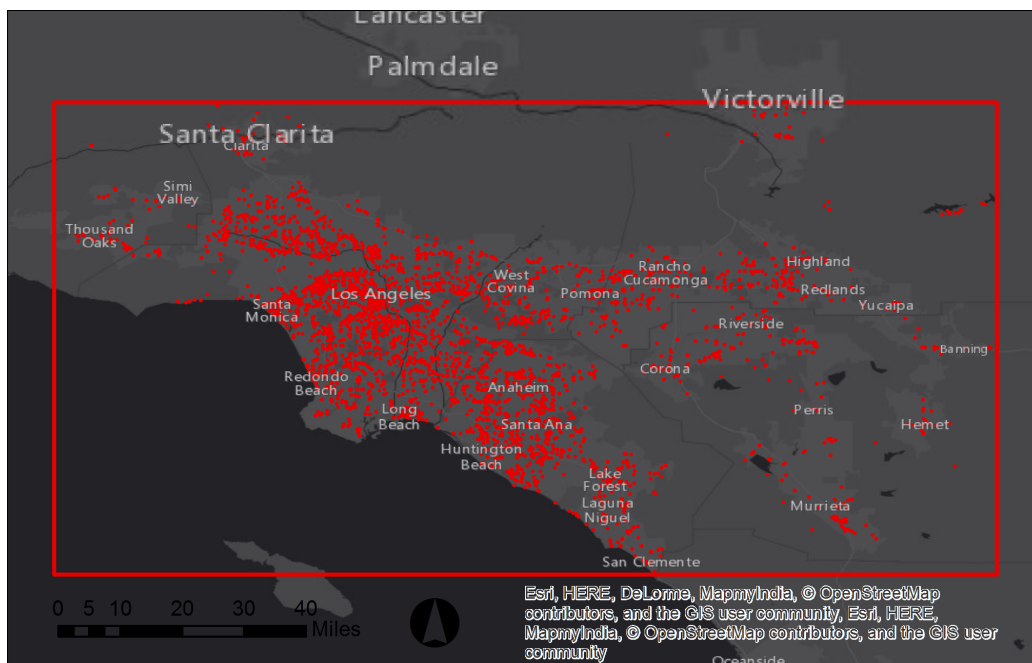 Lancaster
Palmdale
Victorville
Santa Clarita
Clarita
Simi
Valley
Thousand
Oaks
West
Covina
Rancho
Cucamonga
Highland
Pomona
Redlands
Los Angeles
Yucaipa
Santa
Monica
Riverside
Banning
Corona
Redondo
Beach
Anaheim
Perris
Long
Beach
Santa Ana
Hemet
Huntington
Beach
Lake
Forest
Laguna
Niguel
Murrieta
San Clemente
0 5 10 20 30 40
Miles
Esri, HERE, DeLorme, MapmyIndia, © OpenStreetMap
contributors, and the GIS user community, Esri, HERE,
MapmyIndia, © OpenStreetMap contributors, and the GIS user
community
Oceanside